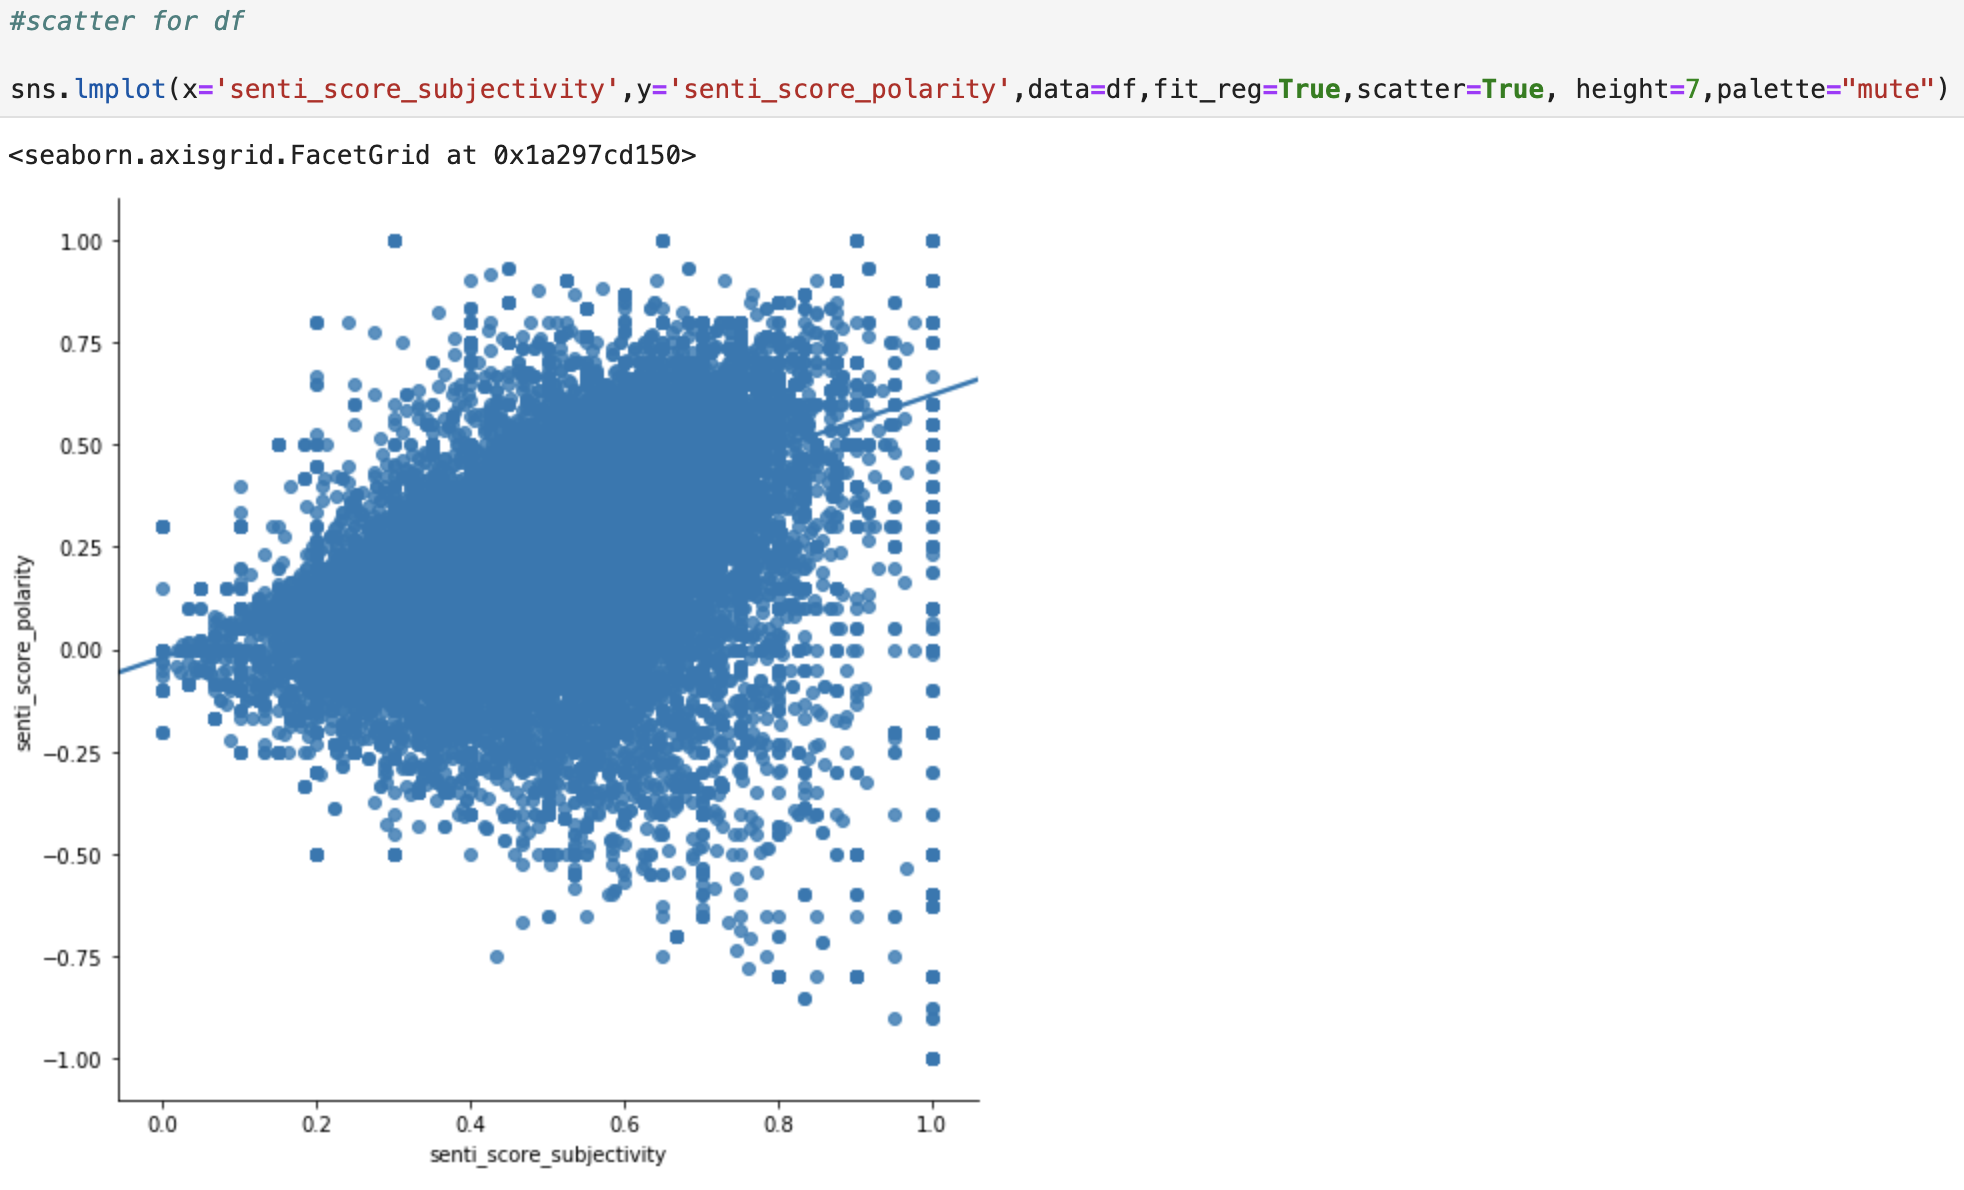 #scatter for df
sns.lmplot(x='senti_score_subjectivity',y='senti_score_polarity',data=df,fit_reg=True,scatter=True, height=7,palette="mute")
<seaborn.axisgrid.FacetGrid at 0x1a297cd150>
1.00
0.75
0.50
0.25
0.00
−0.25
−0.50
−0.75
−1.00
senti_score_polarity
0.0 0.2 0.4 0.6 0.8 1.0
senti_score_subjectivity